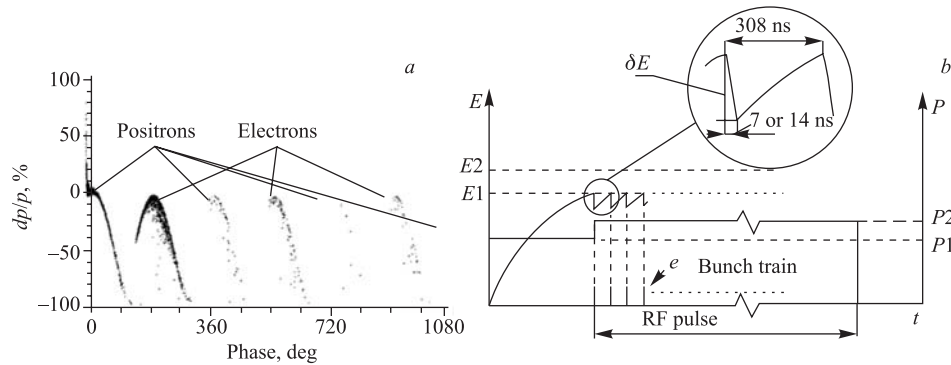 a
100
50
0
−50
−100
dp/p, %
Positrons
Electrons
0
360
720
1080
Phase, deg
b
308 ns
δE
7 or 14 ns
E
P
E2
E1
P2
P1
e
Bunch train
RF pulse
t